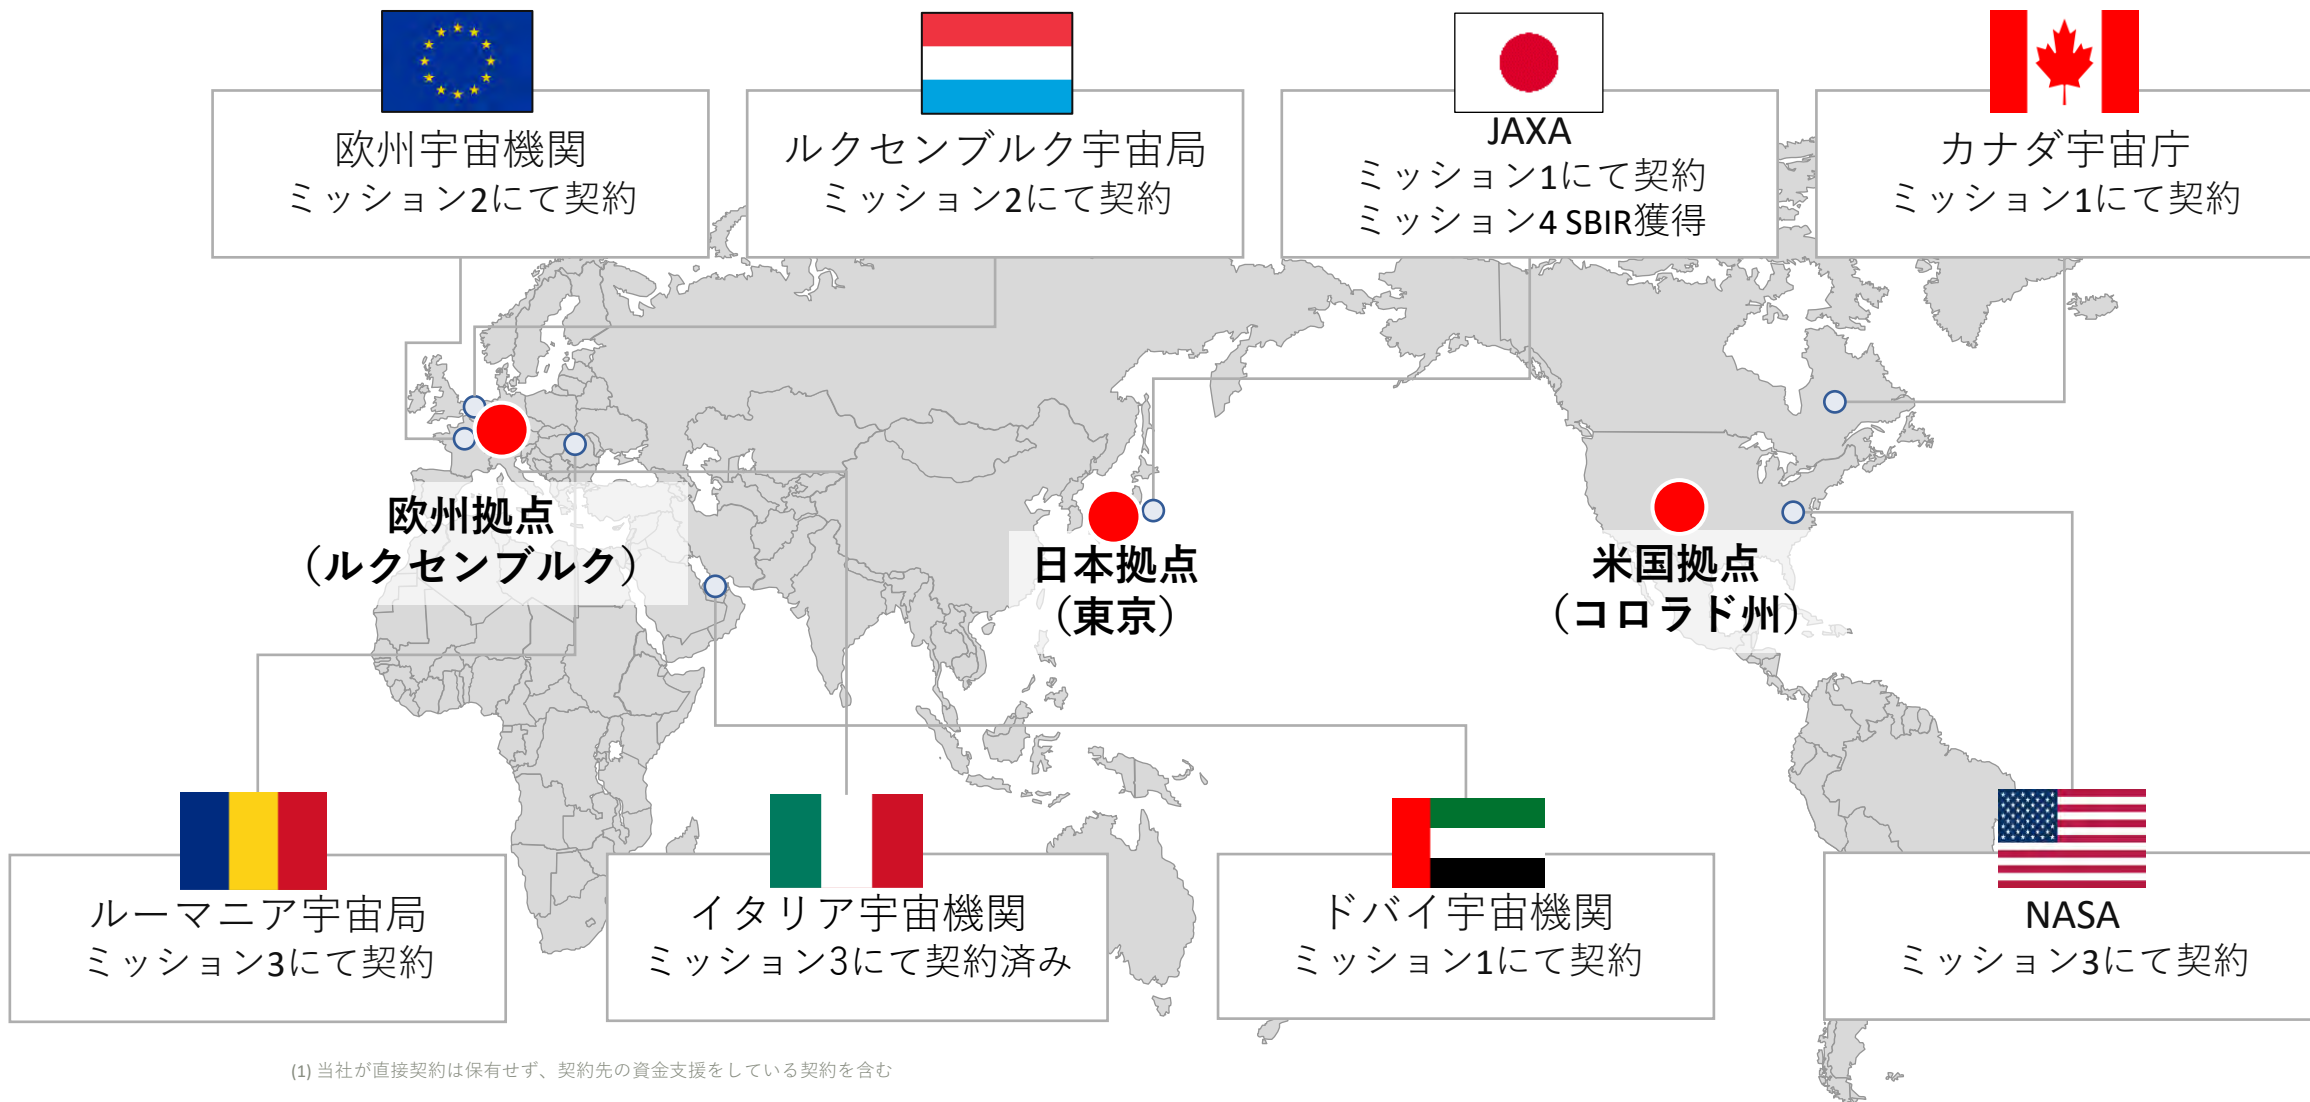 欧州宇宙機関
ミッション2にて契約
ルクセンブルク宇宙局
ミッション2にて契約
JAXA
ミッション1にて契約
ミッション4 SBIR獲得
カナダ宇宙庁
ミッション1にて契約
欧州拠点
（ルクセンブルク）
日本拠点
（東京）
米国拠点
（コロラド州）
ルーマニア宇宙局
ミッション3にて契約
イタリア宇宙機関
ミッション3にて契約済み
ドバイ宇宙機関
ミッション1にて契約
NASA
ミッション3にて契約
(1) 当社が直接契約は保有せず、契約先の資金支援をしている契約を含む